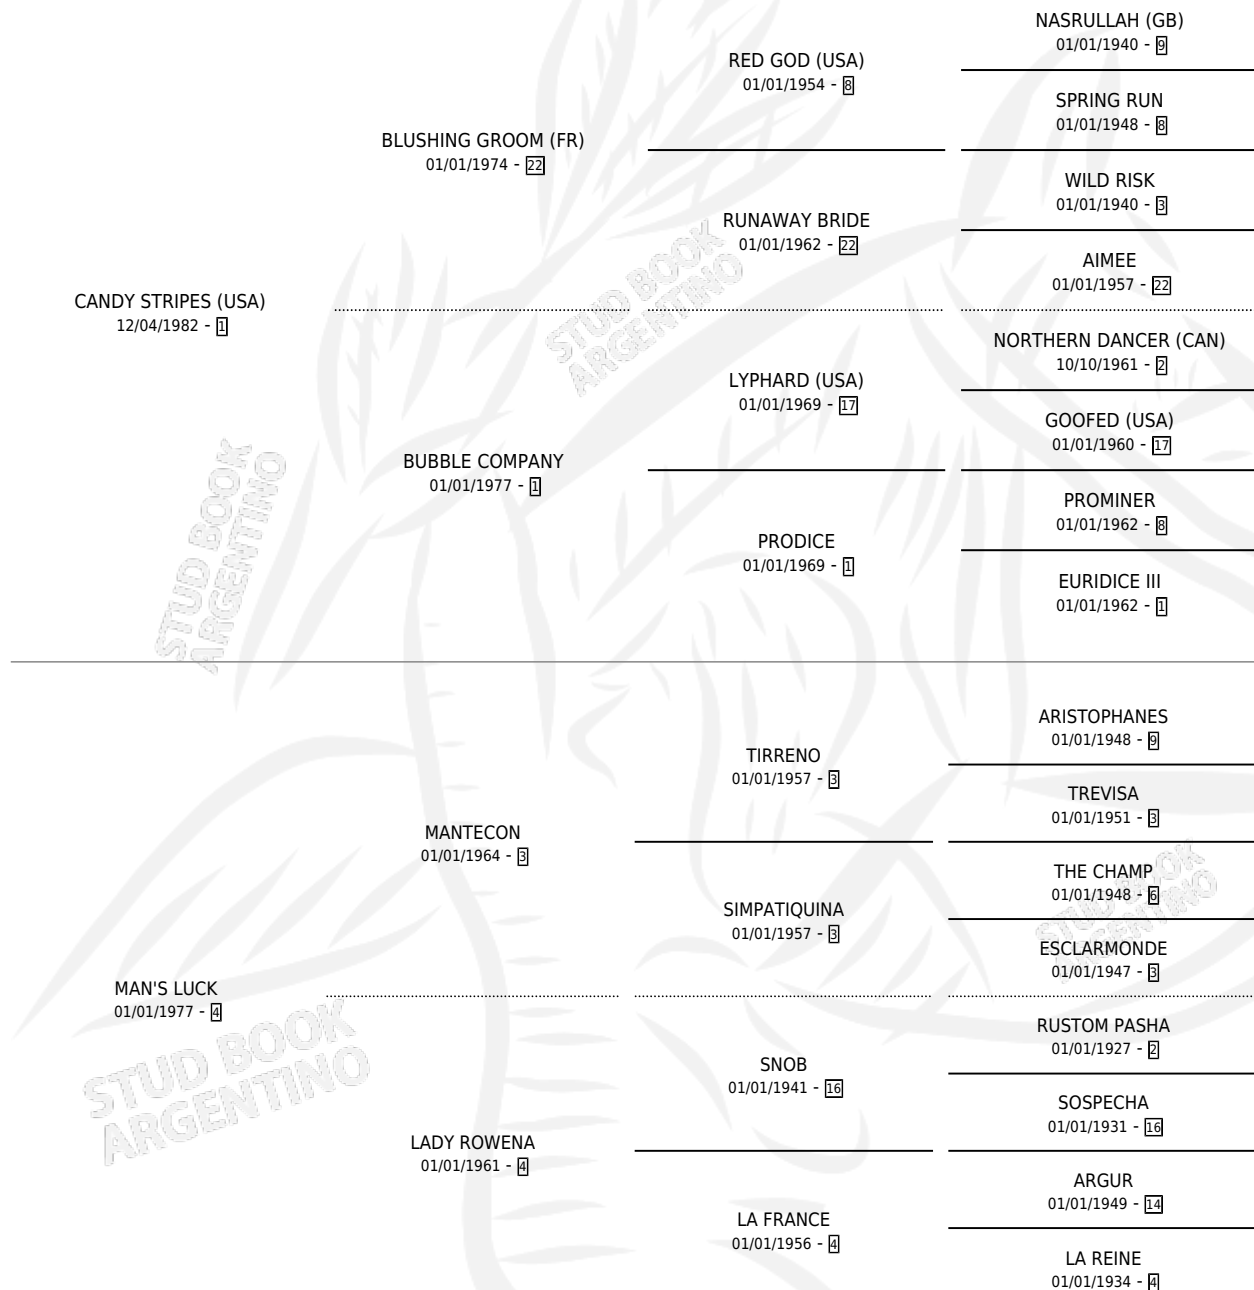 NASRULLAH (GB)
01/01/1940 - 9
RED GOD (USA)
01/01/1954 - 8
SPRING RUN
01/01/1948 - 8
BLUSHING GROOM (FR)
01/01/1974 - 22
WILD RISK
01/01/1940 - 3
RUNAWAY BRIDE
01/01/1962 - 22
AIMEE
01/01/1957 - 22
CANDY STRIPES (USA)
12/04/1982 - 1
NORTHERN DANCER (CAN)
10/10/1961 - 2
LYPHARD (USA)
01/01/1969 - 17
GOOFED (USA)
01/01/1960 - 17
BUBBLE COMPANY
01/01/1977 - 1
PROMINER
01/01/1962 - 8
PRODICE
01/01/1969 - 1
EURIDICE III
01/01/1962 - 1
ARISTOPHANES
01/01/1948 - 9
TIRRENO
01/01/1957 - 3
TREVISA
01/01/1951 - 3
MANTECON
01/01/1964 - 3
THE CHAMP
01/01/1948 - 6
SIMPATIQUINA
01/01/1957 - 3
ESCLARMONDE
01/01/1947 - 3
MAN'S LUCK
01/01/1977 - 4
RUSTOM PASHA
01/01/1927 - 2
SNOB
01/01/1941 - 16
SOSPECHA
01/01/1931 - 16
LADY ROWENA
01/01/1961 - 4
ARGUR
01/01/1949 - 14
LA FRANCE
01/01/1956 - 4
LA REINE
01/01/1934 - 4
STUD BOOK
ARGENTINO
STUD BOOK
ARGENTINO
STUD BOOK
ARGENTINO
STUD BOOK
ARGENTINO